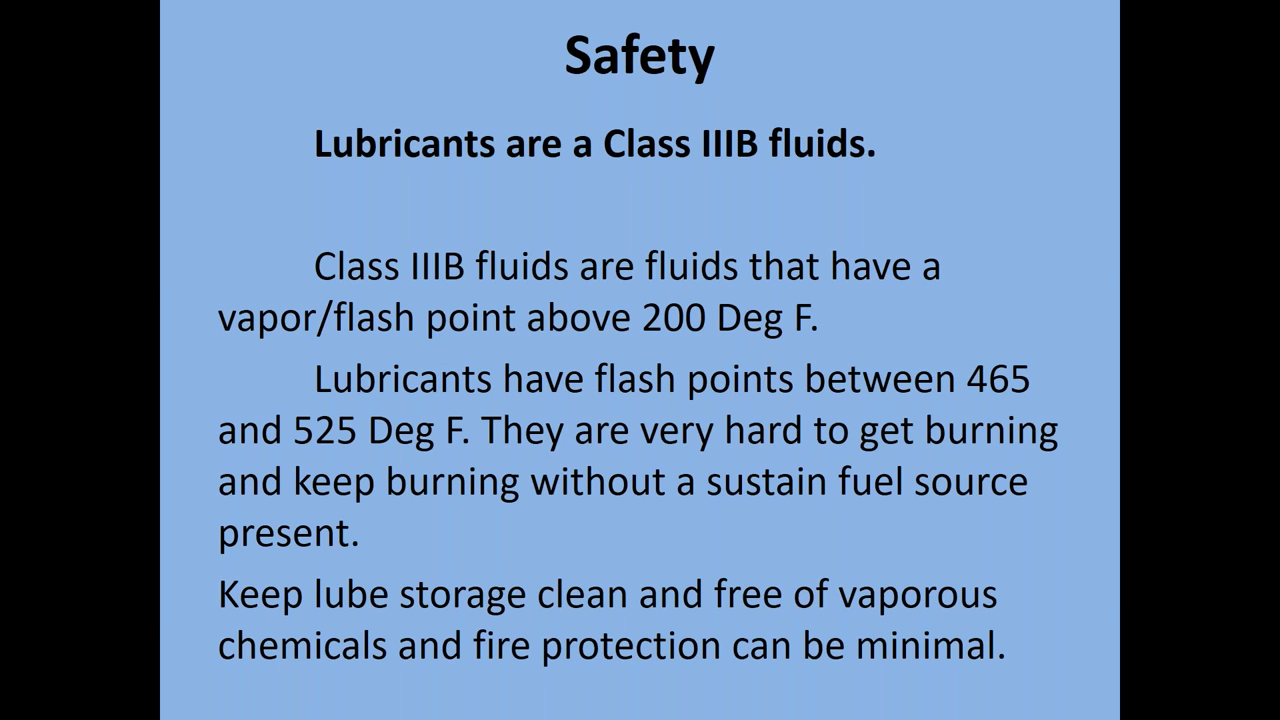 Safety
Lubricants are a Class IIIB fluids.
Class IIIB fluids are fluids that have a
vapor/flash point above 200 Deg F.
Lubricants have flash points between 465
and 525 Deg F. They are very hard to get burning
and keep burning without a sustain fuel source
present.
Keep lube storage clean and free of vaporous
chemicals and fire protection can be minimal.